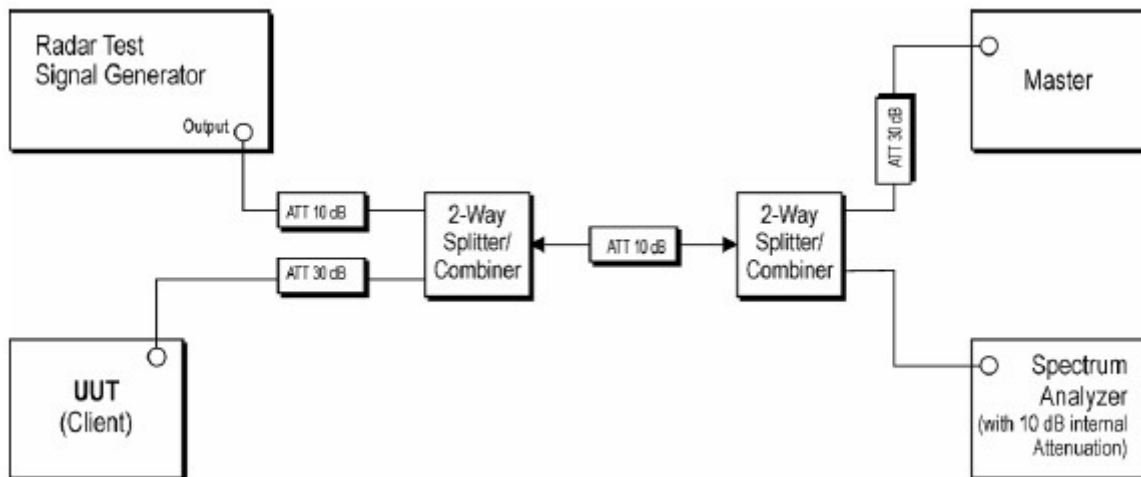 Radar Test
Signal Generator
Output
ATT 10 dB
ATT 30 dB
UUT
(Client)
2-Way
Splitter/
Combiner
ATT 10 dB
2-Way
Splitter/
Combiner
ATT 30 dB
Master
Spectrum
Analyzer
(with 10 dB internal
Attenuation)